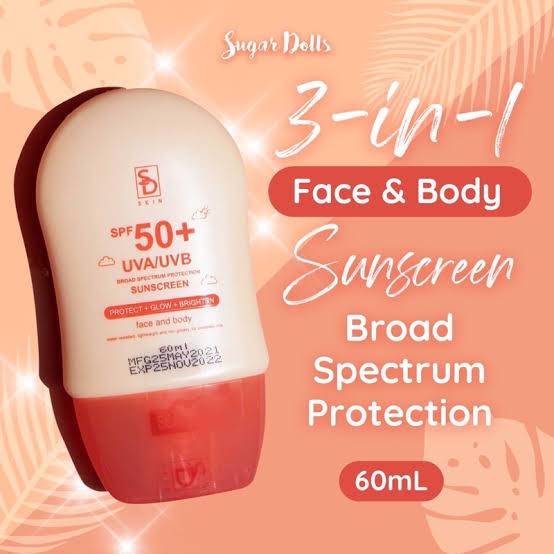 Sugar Dolls
3-in-1
Face & Body
Sunscreen
Broad
Spectrum
Protection
60mL
SD
SKIN
SPF 50+
UVA/UVB
BROAD SPECTRUM PROTECTION
SUNSCREEN
PROTECT + GLOW + BRIGHTEN
face and body
60ml
MFG25MAY2021
EXP25NOV2022